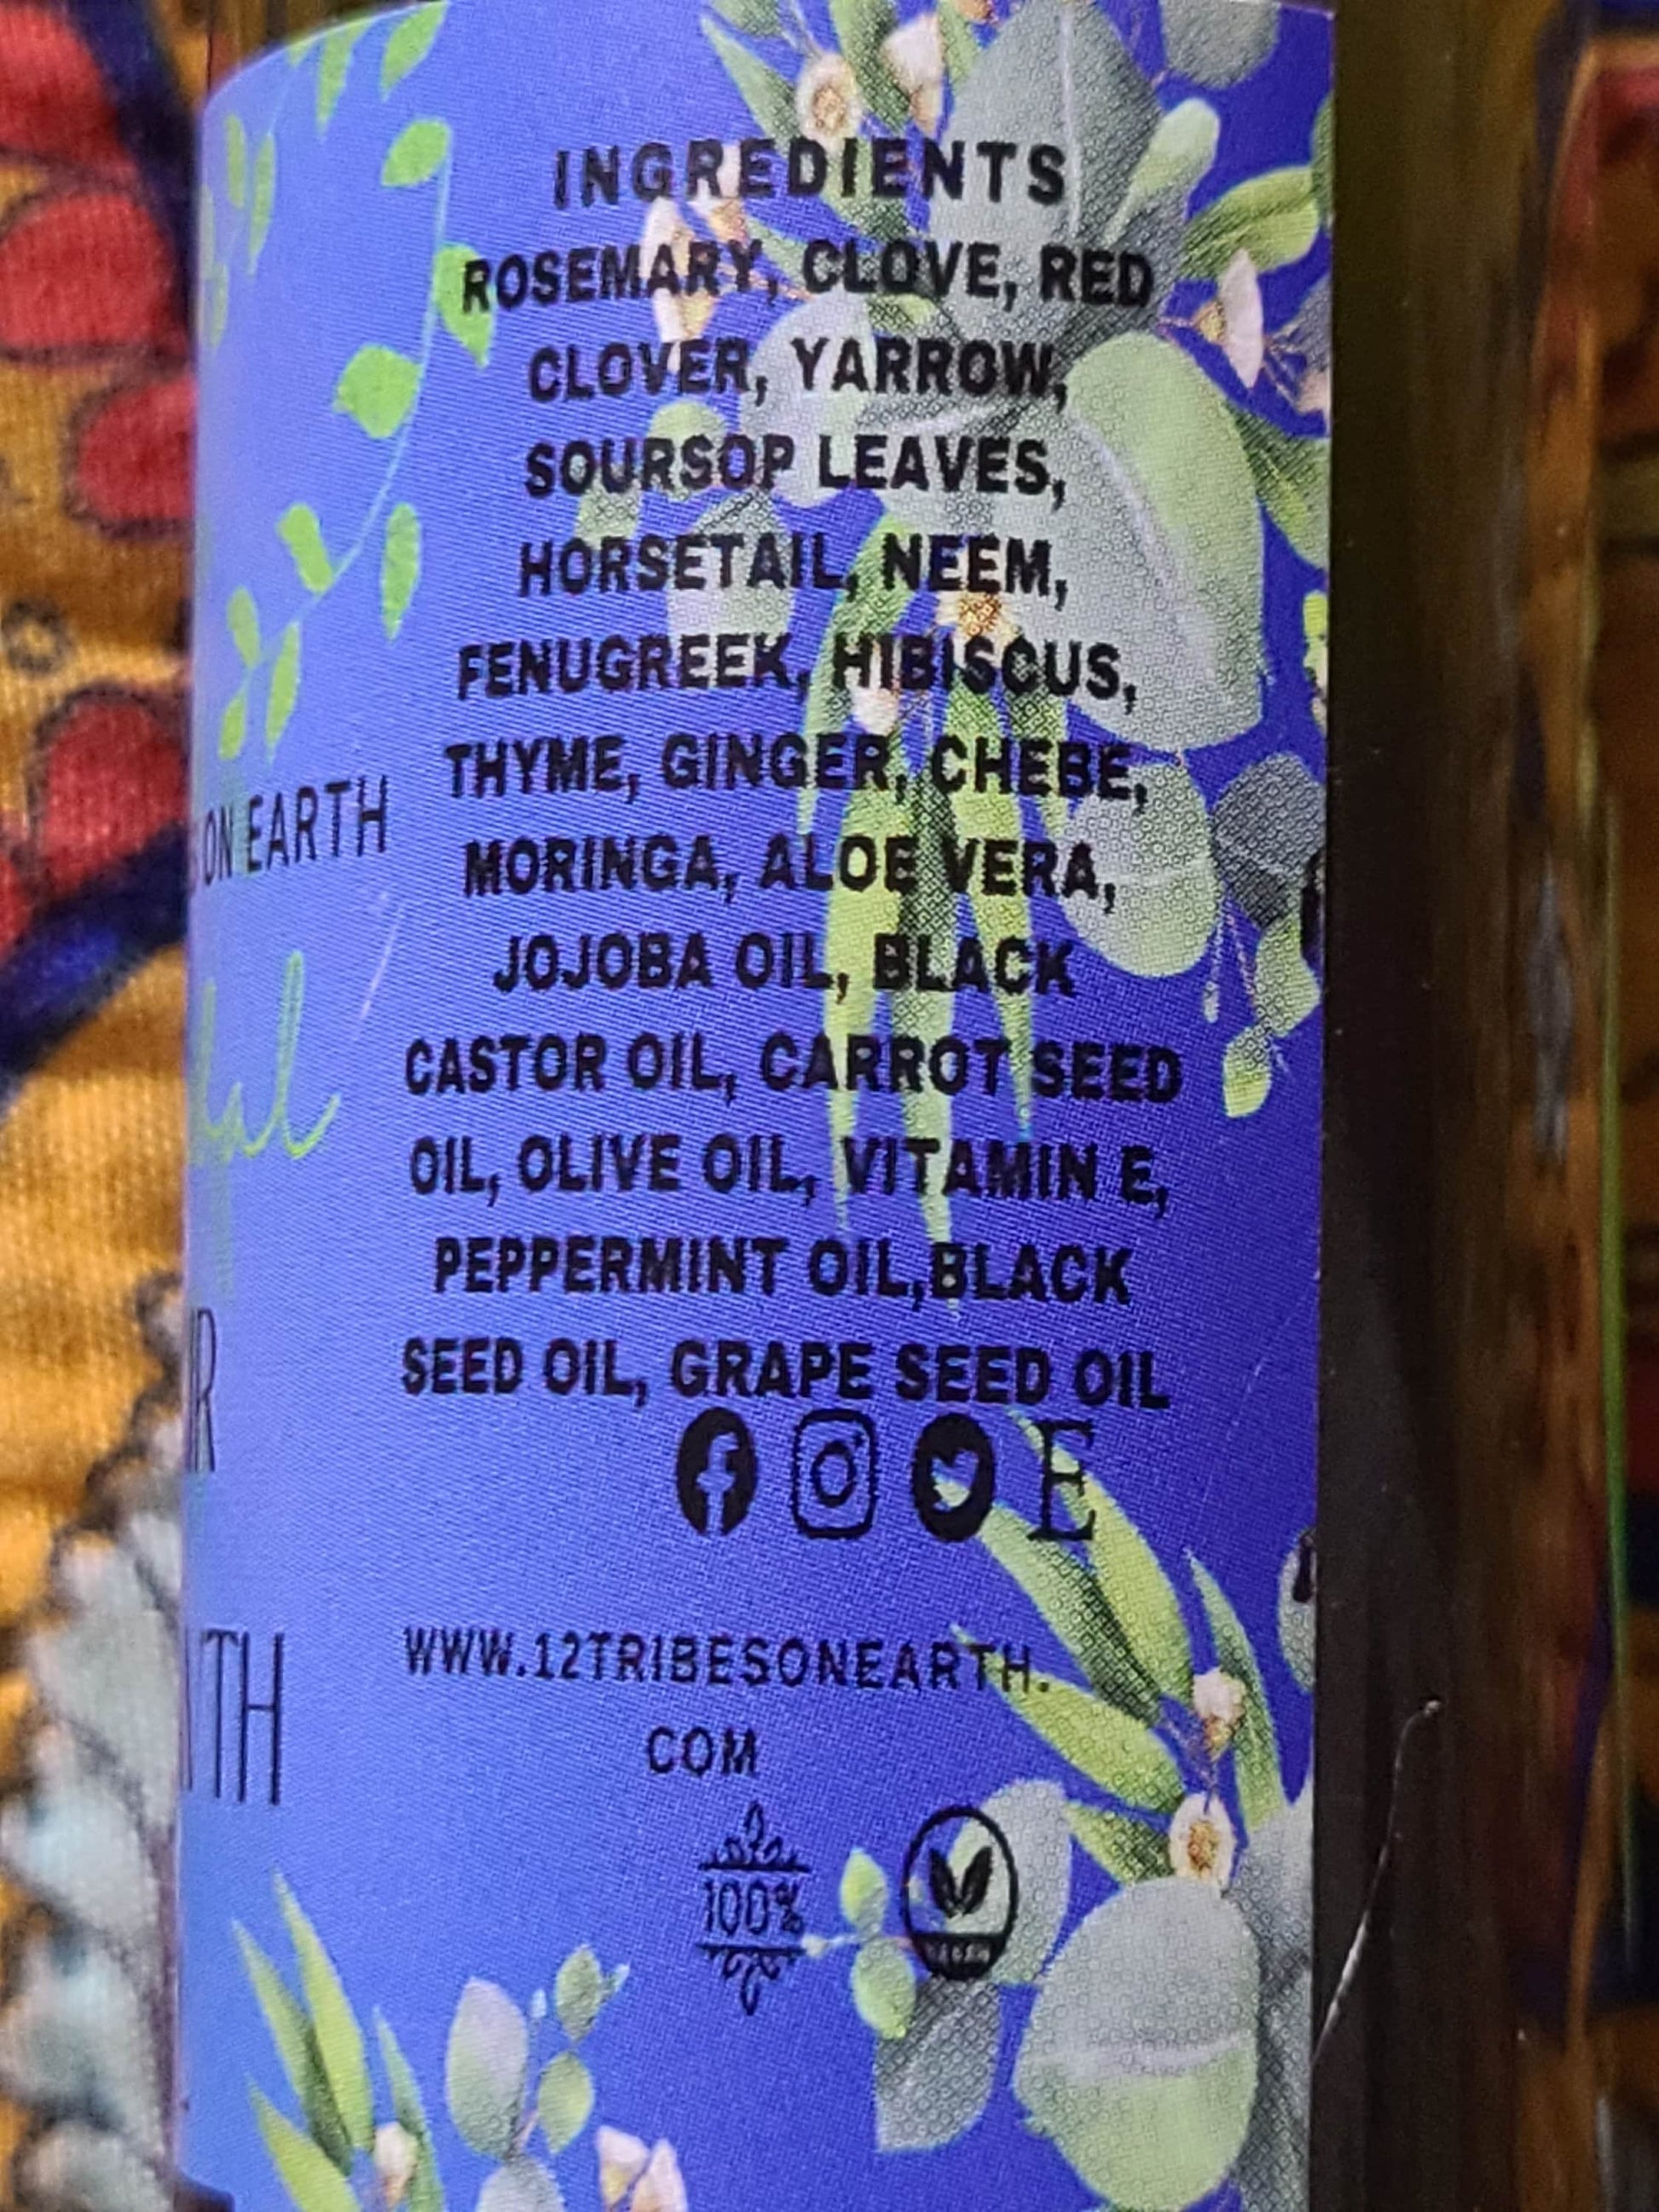 INGREDIENTS
ROSEMARY, CLOVE, RED
CLOVER, YARROW,
SOURSOP LEAVES,
HORSETAIL, NEEM,
FENUGREEK, HIBISCUS,
THYME, GINGER, CHEBE,
MORINGA, ALOE VERA,
JOJOBA OIL, BLACK
CASTOR OIL, CARROT SEED
OIL, OLIVE OIL, VITAMIN E,
PEPPERMINT OIL,BLACK
SEED OIL, GRAPE SEED OIL
E
WWW.12TRIBESONEARTH.
COM
100%
VEGAN
ON EARTH